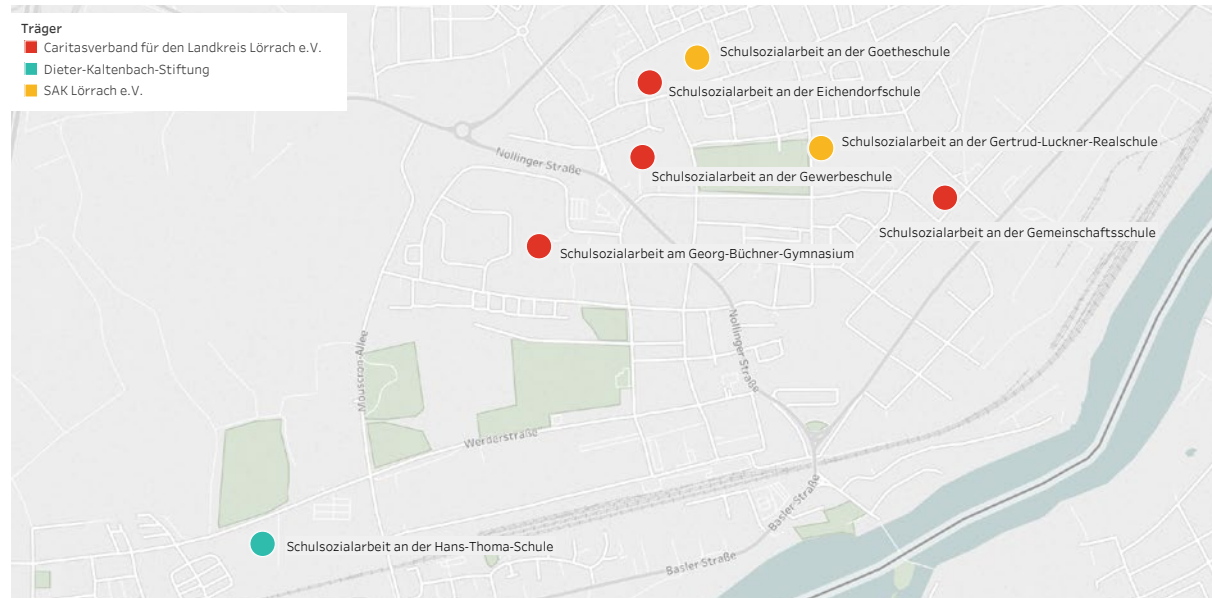 Träger
Caritasverband für den Landkreis Lörrach e.V.
Dieter-Kaltenbach-Stiftung
SAK Lörrach e.V.
Schulsozialarbeit an der Goetheschule
Schulsozialarbeit an der Eichendorfschule
Nollinger Straße
Schulsozialarbeit an der Gertrud-Luckner-Realschule
Schulsozialarbeit an der Gewerbeschule
Schulsozialarbeit an der Gemeinschaftsschule
Schulsozialarbeit am Georg-Büchner-Gymnasium
Nollinger Straße
Mouscron-Allee
Werderstraße
Basler Straße
Schulsozialarbeit an der Hans-Thoma-Schule
Basler Straße